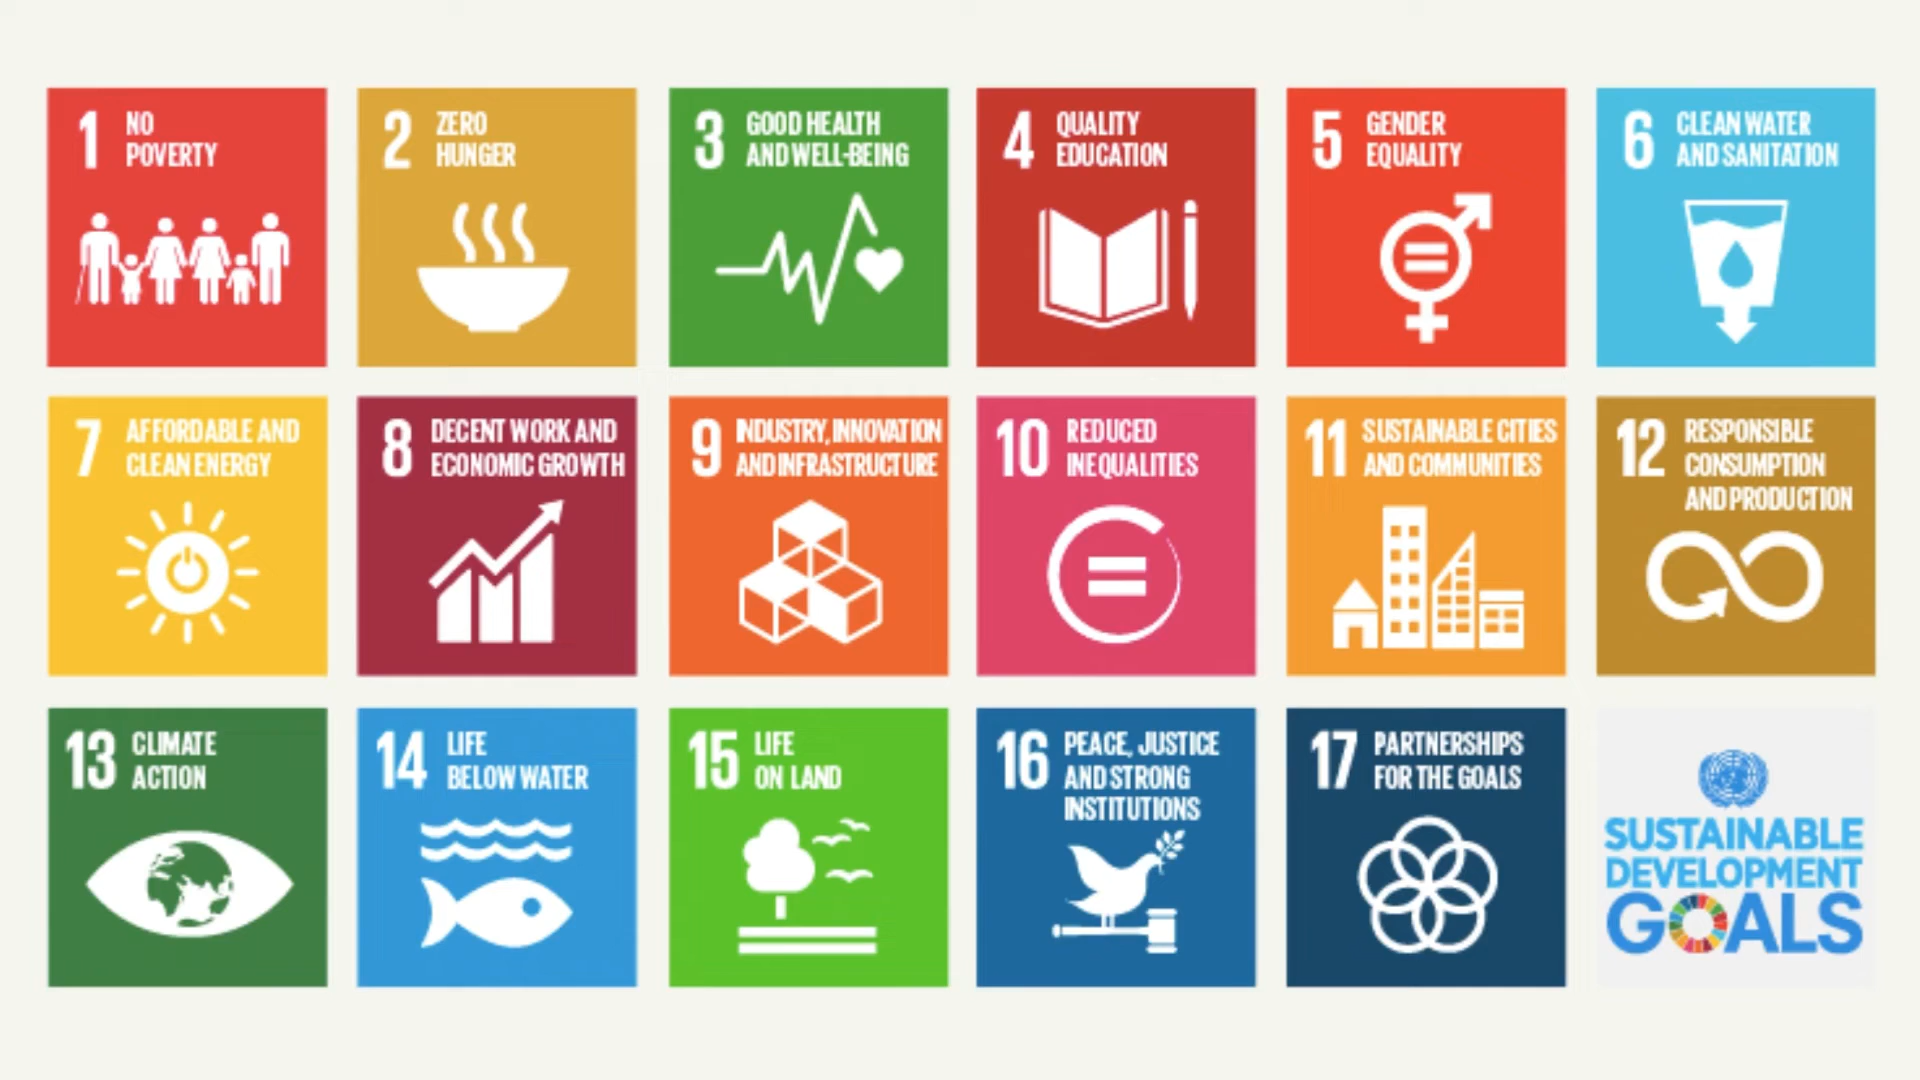 1 NO
POVERTY
2 ZERO
HUNGER
3 GOOD HEALTH
AND WELL-BEING
4 QUALITY
EDUCATION
5 GENDER
EQUALITY
6 CLEAN WATER
AND SANITATION
7 AFFORDABLE AND
CLEAN ENERGY
8 DECENT WORK AND
ECONOMIC GROWTH
9 INDUSTRY, INNOVATION
AND INFRASTRUCTURE
10 REDUCED
INEQUALITIES
11 SUSTAINABLE CITIES
AND COMMUNITIES
12 RESPONSIBLE
CONSUMPTION
AND PRODUCTION
13 CLIMATE
ACTION
14 LIFE
BELOW WATER
15 LIFE
ON LAND
16 PEACE, JUSTICE
AND STRONG
INSTITUTIONS
17 PARTNERSHIPS
FOR THE GOALS
SUSTAINABLE
DEVELOPMENT
GOALS